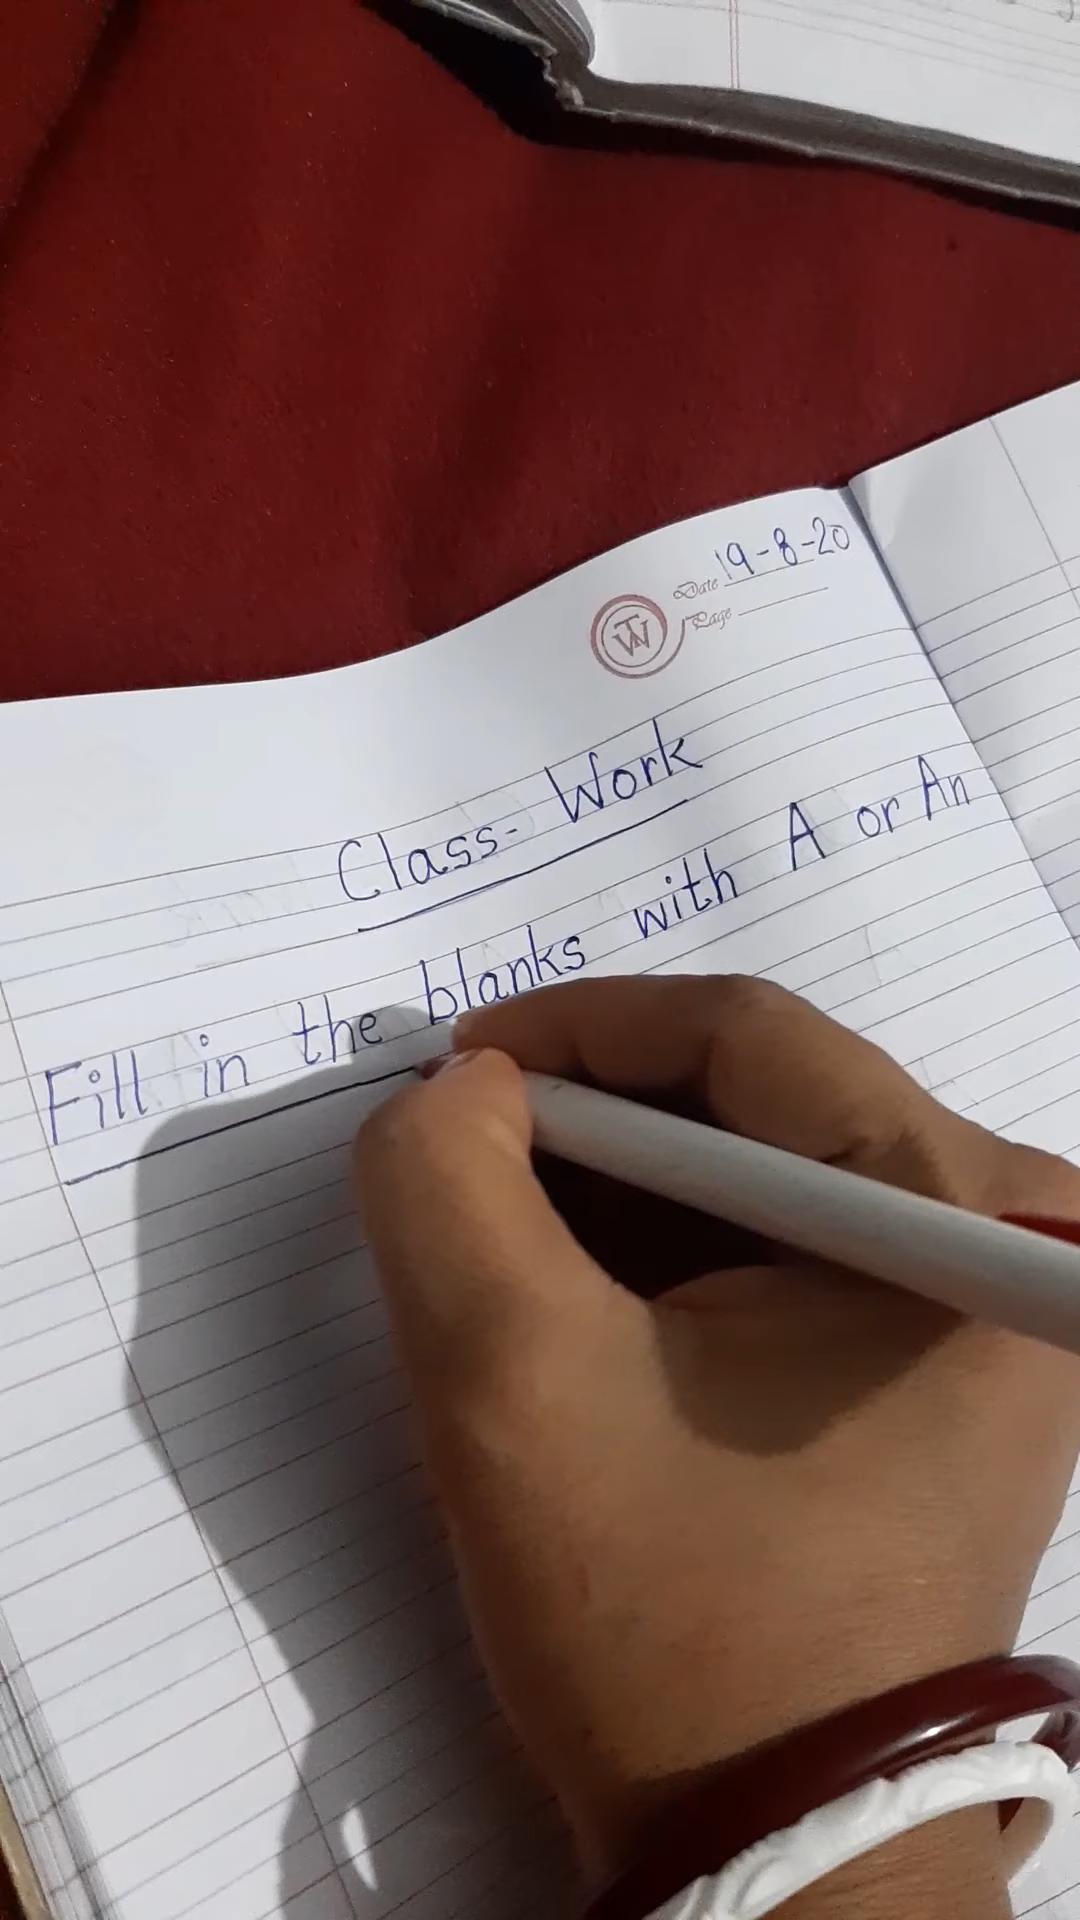 Date 19-8-20
Page
Class- Work
Fill in the blanks with A or An